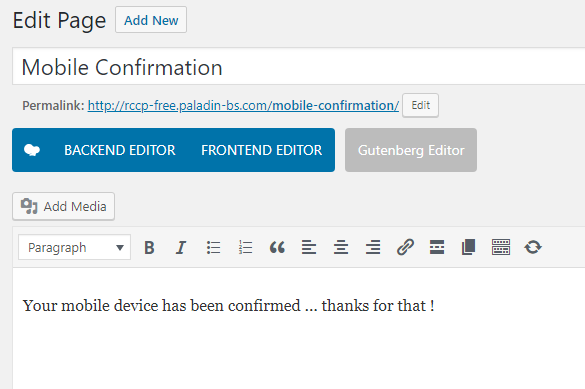 Edit Page Add New
Mobile Confirmation
Permalink: http://rccp-free.paladin-bs.com/mobile-confirmation/ Edit
BACKEND EDITOR FRONTEND EDITOR Gutenberg Editor
Add Media
Paragraph B I
Your mobile device has been confirmed ... thanks for that !